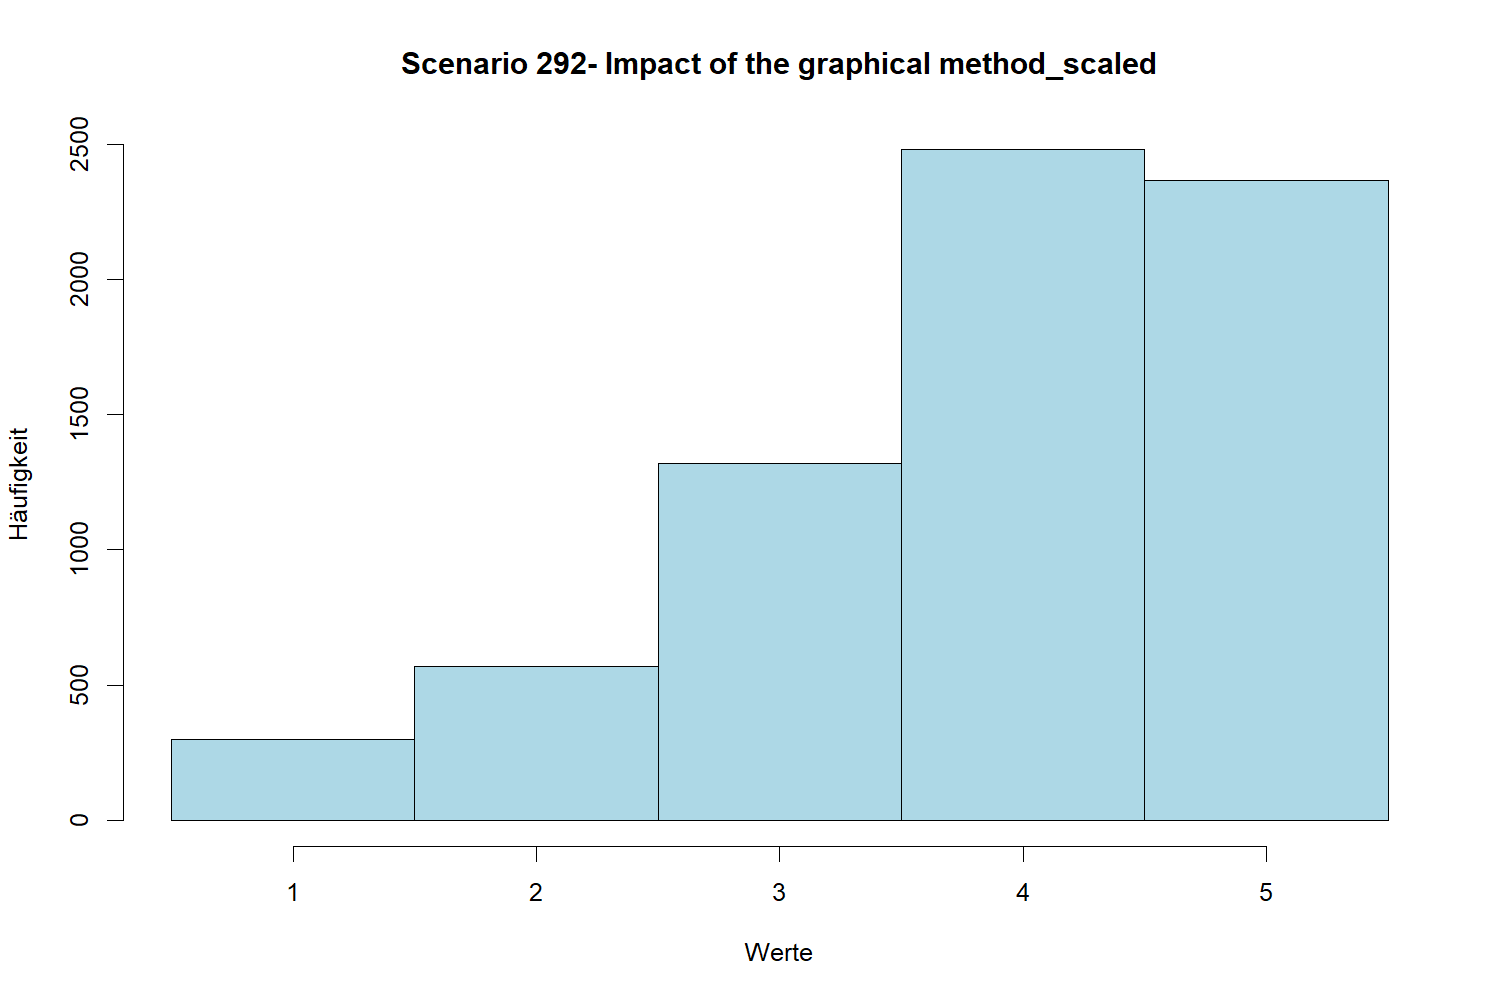 Scenario 292- Impact of the graphical method_scaled
Häufigkeit
2500
2000
1500
1000
500
0
1 2 3 4 5
Werte